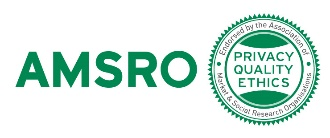 AMSRO
Endorsed by the Association of
PRIVACY
QUALITY
ETHICS
Market & Social Research Organisations